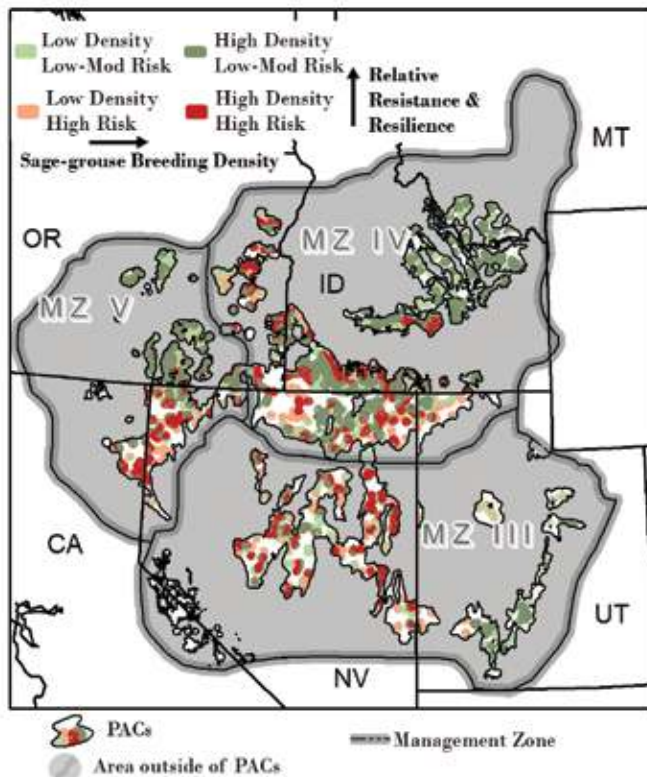 Low Density
Low-Mod Risk
High Density
Low-Mod Risk
Low Density
High Risk
High Density
High Risk
Relative
Resistance &
Resilience
Sage-grouse Breeding Density
MT
OR
MZ IV
ID
MZ V
CA
MZ III
UT
NV
PACs
Management Zone
Area outside of PACs